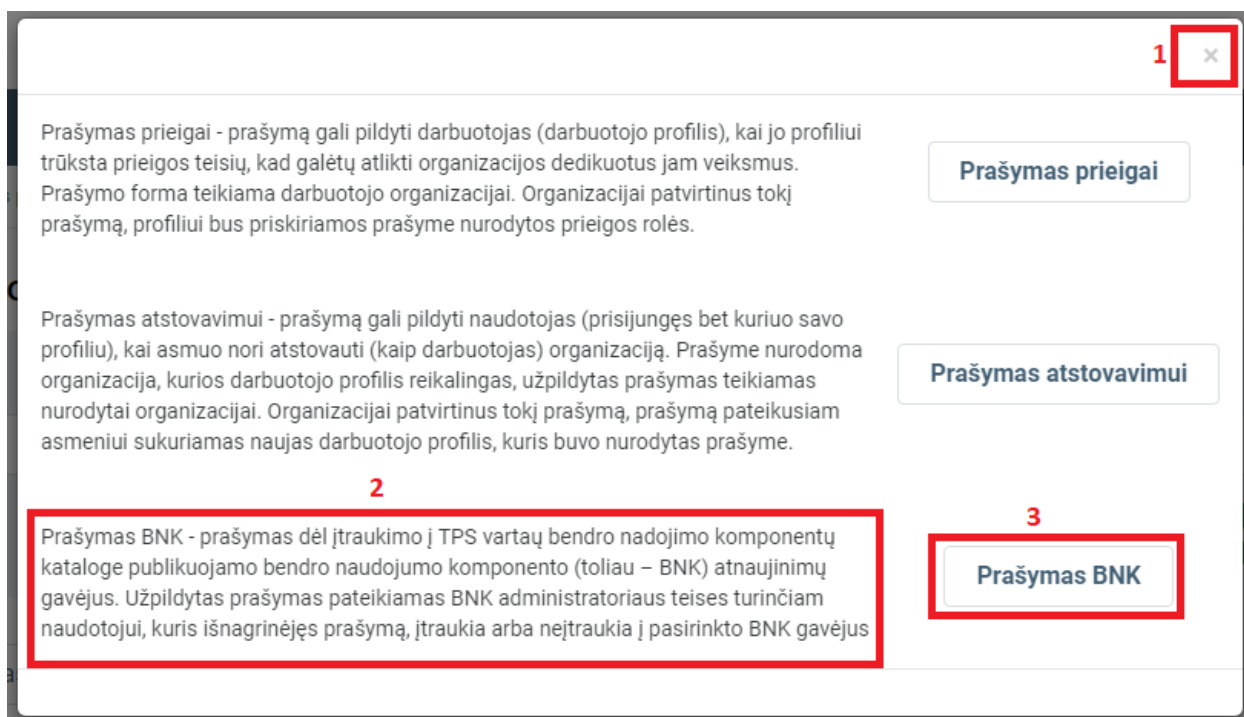 1 ×
Prašymas prieigai - prašymą gali pildyti darbuotojas (darbuotojo profilis), kai jo profiliui
trūksta prieigos teisių, kad galėtų atlikti organizacijos dedikuotus jam veiksmus.
Prašymo forma teikiama darbuotojo organizacijai. Organizacijai patvirtinus tokį
prašymą, profiliui bus priskiriamos prašyme nurodytos prieigos rolės.
Prašymas prieigai
Prašymas atstovavimui - prašymą gali pildyti naudotojas (prisijungęs bet kuriuo savo
profiliu), kai asmuo nori atstovauti (kaip darbuotojas) organizaciją. Prašyme nurodoma
organizacija, kurios darbuotojo profilis reikalingas, užpildytas prašymas teikiamas
nurodytai organizacijai. Organizacijai patvirtinus tokį prašymą, prašymą pateikusiam
asmeniui sukuriamas naujas darbuotojo profilis, kuris buvo nurodytas prašyme.
Prašymas atstovavimui
2
Prašymas BNK - prašymas dėl įtraukimo į TPS vartaų bendro nadojimo komponentų
kataloge publikuojamo bendro naudojumo komponento (toliau – BNK) atnaujinimų
gavėjus. Užpildytas prašymas pateikiamas BNK administratoriaus teises turinčiam
naudotojui, kuris išnagrinėjęs prašymą, įtraukia arba neįtraukia į pasirinkto BNK gavėjus
3
Prašymas BNK